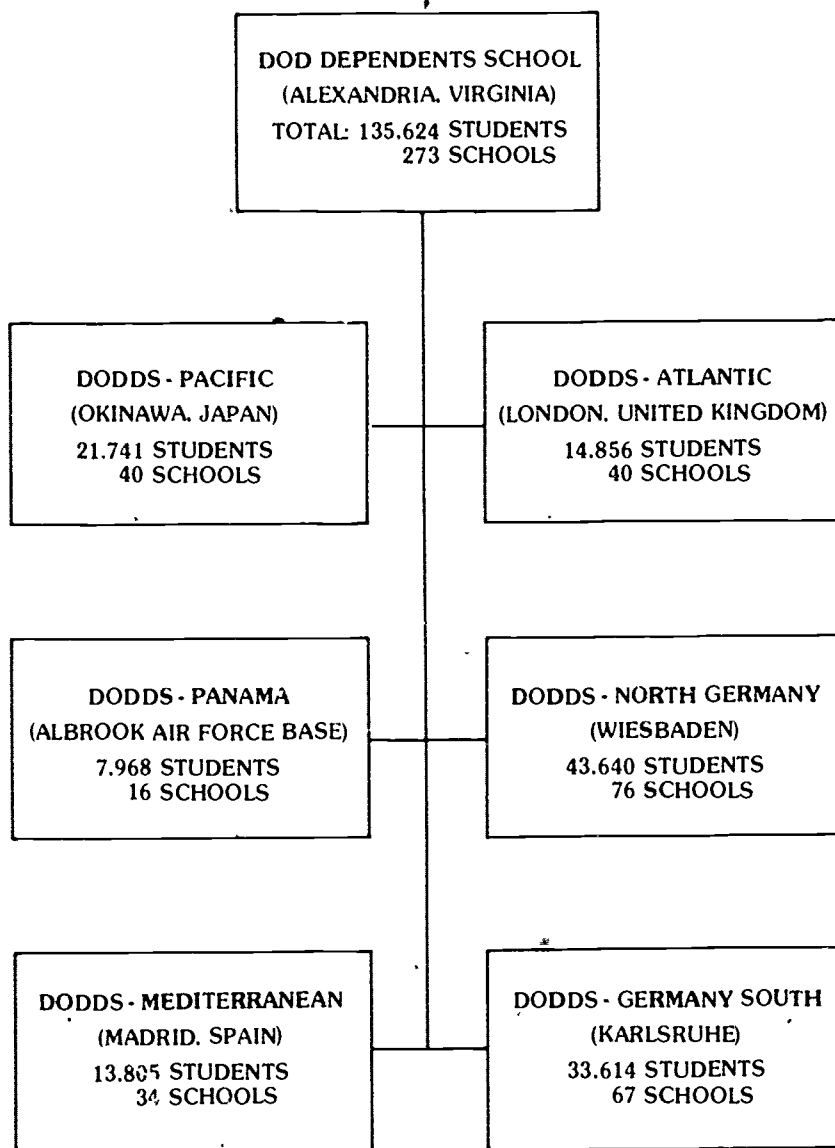 DOD DEPENDENTS SCHOOL
(ALEXANDRIA. VIRGINIA)
TOTAL: 135.624 STUDENTS
273 SCHOOLS
DODDS - PACIFIC
(OKINAWA. JAPAN)
21.741 STUDENTS
40 SCHOOLS
DODDS - ATLANTIC
(LONDON. UNITED KINGDOM)
14.856 STUDENTS
40 SCHOOLS
DODDS - PANAMA
(ALBROOK AIR FORCE BASE)
7.968 STUDENTS
16 SCHOOLS
DODDS - NORTH GERMANY
(WIESBADEN)
43.640 STUDENTS
76 SCHOOLS
DODDS - MEDITERRANEAN
(MADRID. SPAIN)
13.805 STUDENTS
34 SCHOOLS
DODDS - GERMANY SOUTH
(KARLSRUHE)
33.614 STUDENTS
67 SCHOOLS